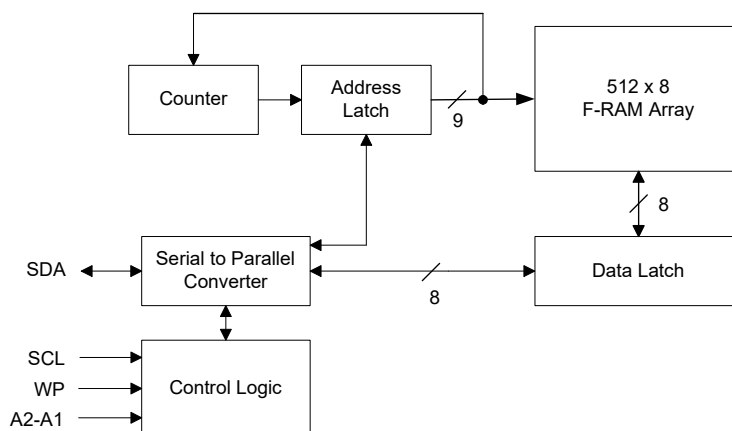 Counter
Address
Latch
9
512 x 8
F-RAM Array
8
SDA
Serial to Parallel
Converter
8
Data Latch
SCL
WP
A2-A1
Control Logic